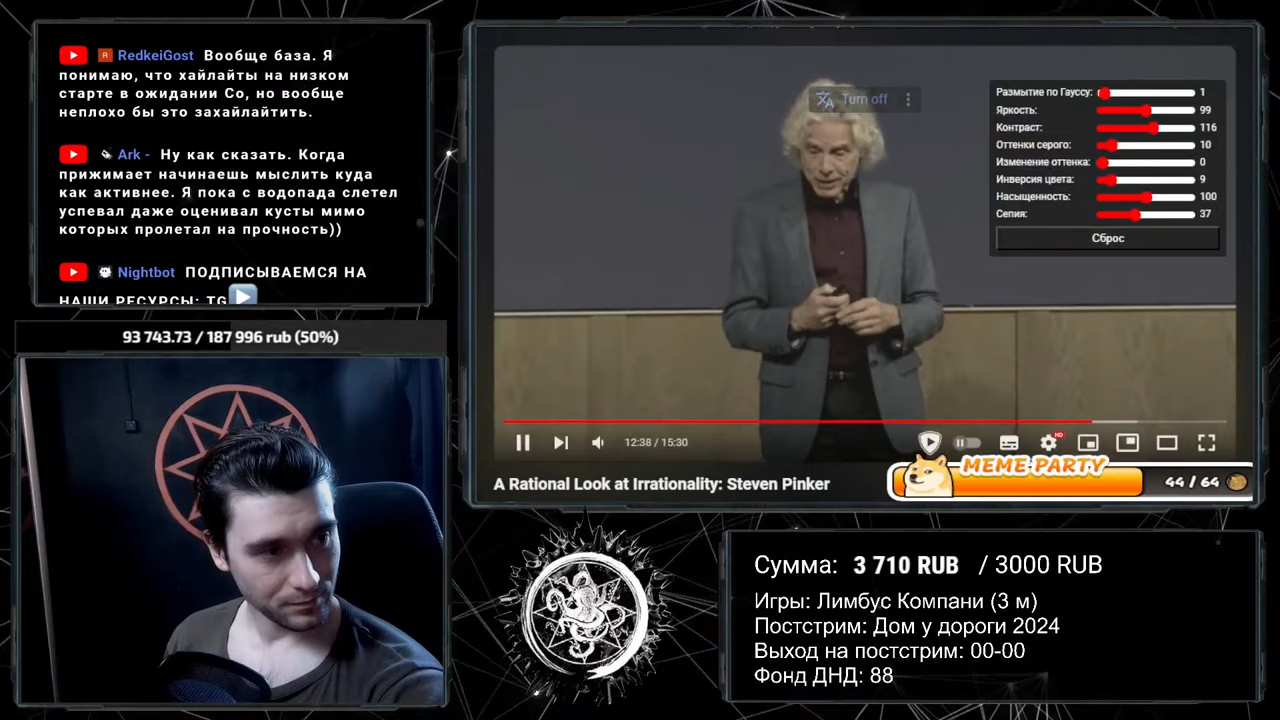 RedkeiGost Вообще база. Я
понимаю, что хайлайты на низком
старте в ожидании Со, но вообще
неплохо бы это захайлайтить.
Ark - Ну как сказать. Когда
прижимает начинаешь мыслить куда
как активнее. Я пока с водопада слетел
успевал даже оценивал кусты мимо
которых пролетал на прочность))
Nightbot ПОДПИСЫВАЕМСЯ НА
НАШИ РЕСУРСЫ: TG
93 743.73 / 187 996 rub (50%)
Turn off
Размытие по Гауссу: 1
Яркость: 99
Контраст: 116
Оттенки серого: 10
Изменение оттенка: 0
Инверсия цвета: 9
Насыщенность: 100
Сепия: 37
Сброс
12:38 / 15:30
HD
A Rational Look at Irrationality: Steven Pinker
MEME PARTY
44 / 64
Сумма: 3 710 RUB / 3000 RUB
Игры: Лимбус Компани (3 м)
Постстрим: Дом у дороги 2024
Выход на постстрим: 00-00
Фонд ДНД: 88